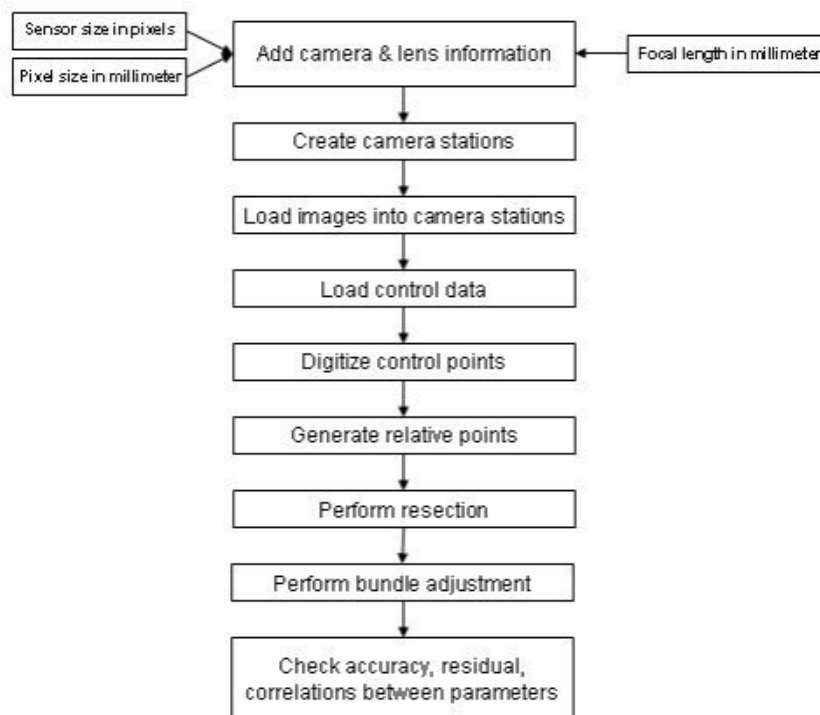 Sensor size in pixels
Pixel size in millimeter
Add camera & lens information
Focal length in millimeter
Create camera stations
Load images into camera stations
Load control data
Digitize control points
Generate relative points
Perform resection
Perform bundle adjustment
Check accuracy, residual,
correlations between parameters